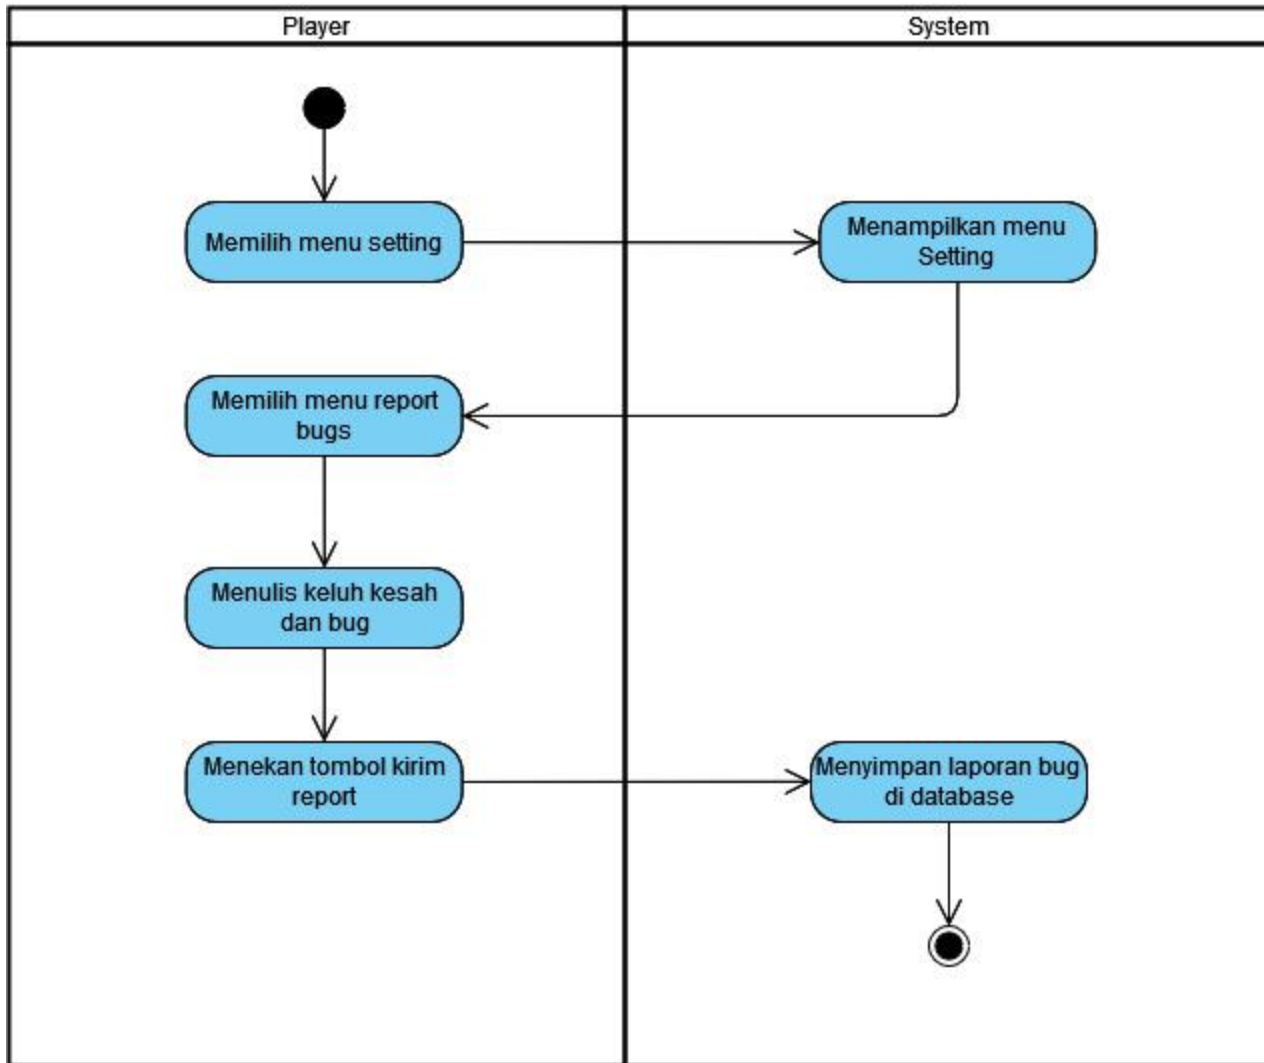 Player
System
Memilih menu setting
Menampilkan menu
Setting
Memilih menu report
bugs
Menulis keluh kesah
dan bug
Menekan tombol kirim
report
Menyimpan laporan bug
di database